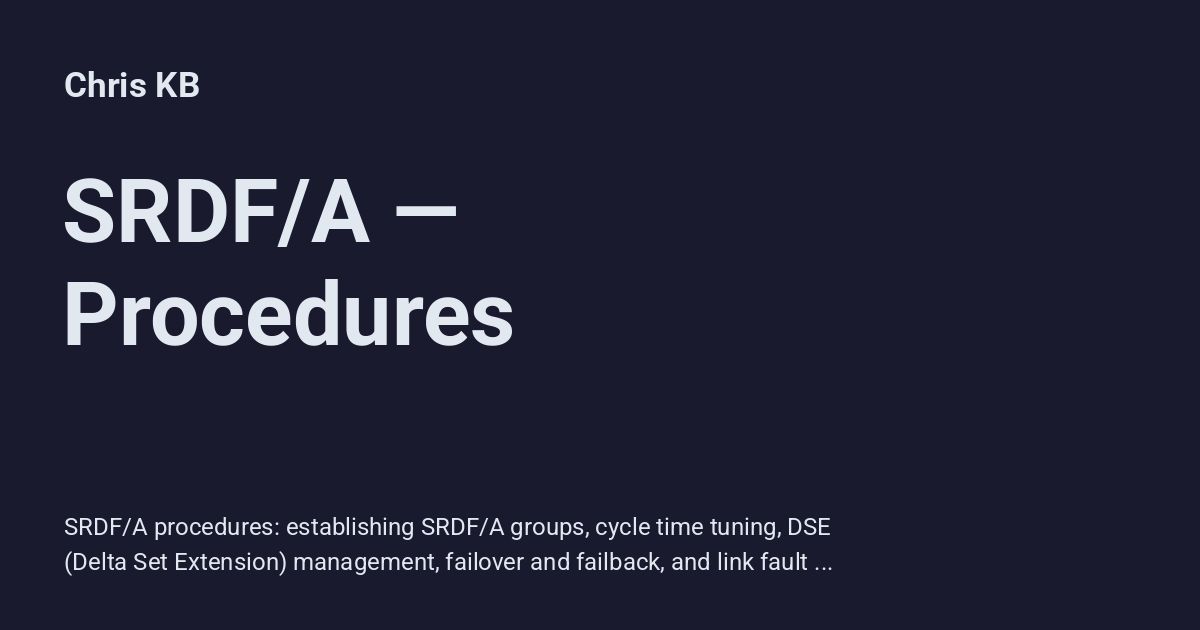 Chris KB
SRDF/A —
Procedures
SRDF/A procedures: establishing SRDF/A groups, cycle time tuning, DSE
(Delta Set Extension) management, failover and failback, and link fault ...